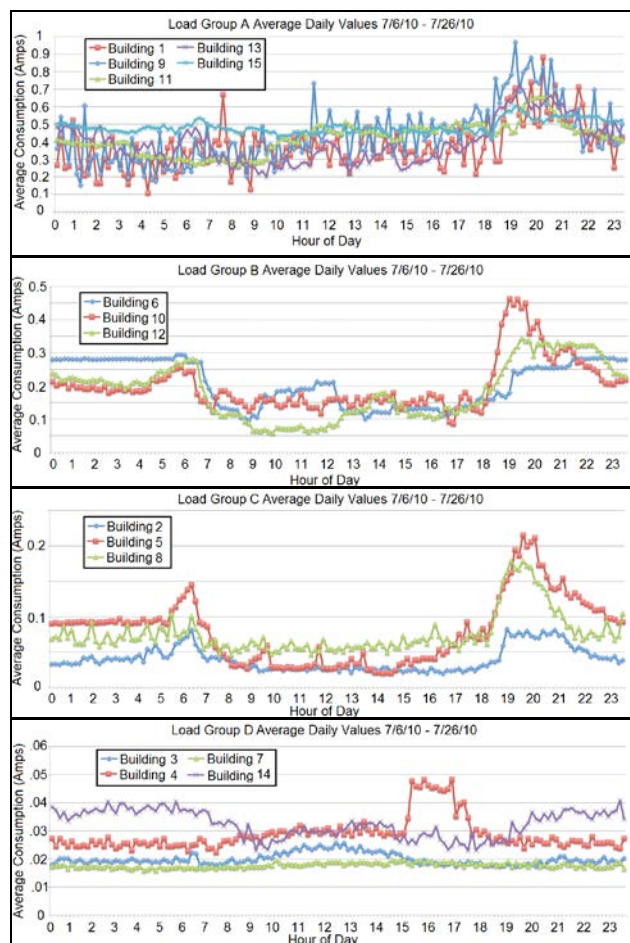 Load Group A Average Daily Values 7/6/10 - 7/26/10
Average Consumption (Amps)
1
0.9
0.8
0.7
0.6
0.5
0.4
0.3
0.2
0.1
0
Building 1 Building 13
Building 9 Building 15
Building 11
0 1 2 3 4 5 6 7 8 9 10 11 12 13 14 15 16 17 18 19 20 21 22 23
Hour of Day
Load Group B Average Daily Values 7/6/10 - 7/26/10
Average Consumption (Amps)
0.5
0.4
0.3
0.2
0.1
0
Building 6
Building 10
Building 12
0 1 2 3 4 5 6 7 8 9 10 11 12 13 14 15 16 17 18 19 20 21 22 23
Hour of Day
Load Group C Average Daily Values 7/6/10 - 7/26/10
Average Consumption (Amps)
0.2
0.1
0
Building 2
Building 5
Building 8
0 1 2 3 4 5 6 7 8 9 10 11 12 13 14 15 16 17 18 19 20 21 22 23
Hour of Day
Load Group D Average Daily Values 7/6/10 - 7/26/10
Average Consumption (Amps)
.06
.05
.04
.03
.02
.01
0
Building 3 Building 7
Building 4 Building 14
0 1 2 3 4 5 6 7 8 9 10 11 12 13 14 15 16 17 18 19 20 21 22 23
Hour of Day